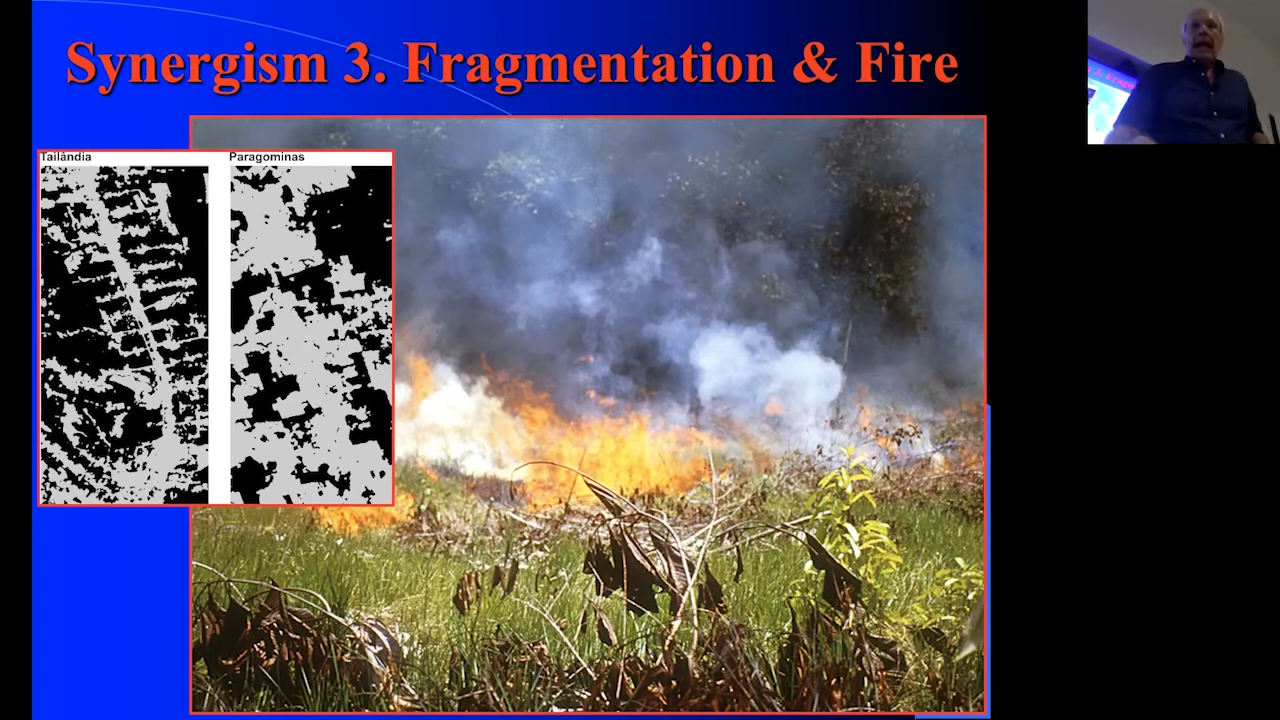 Synergism 3. Fragmentation & Fire
Tailândia
Paragominas